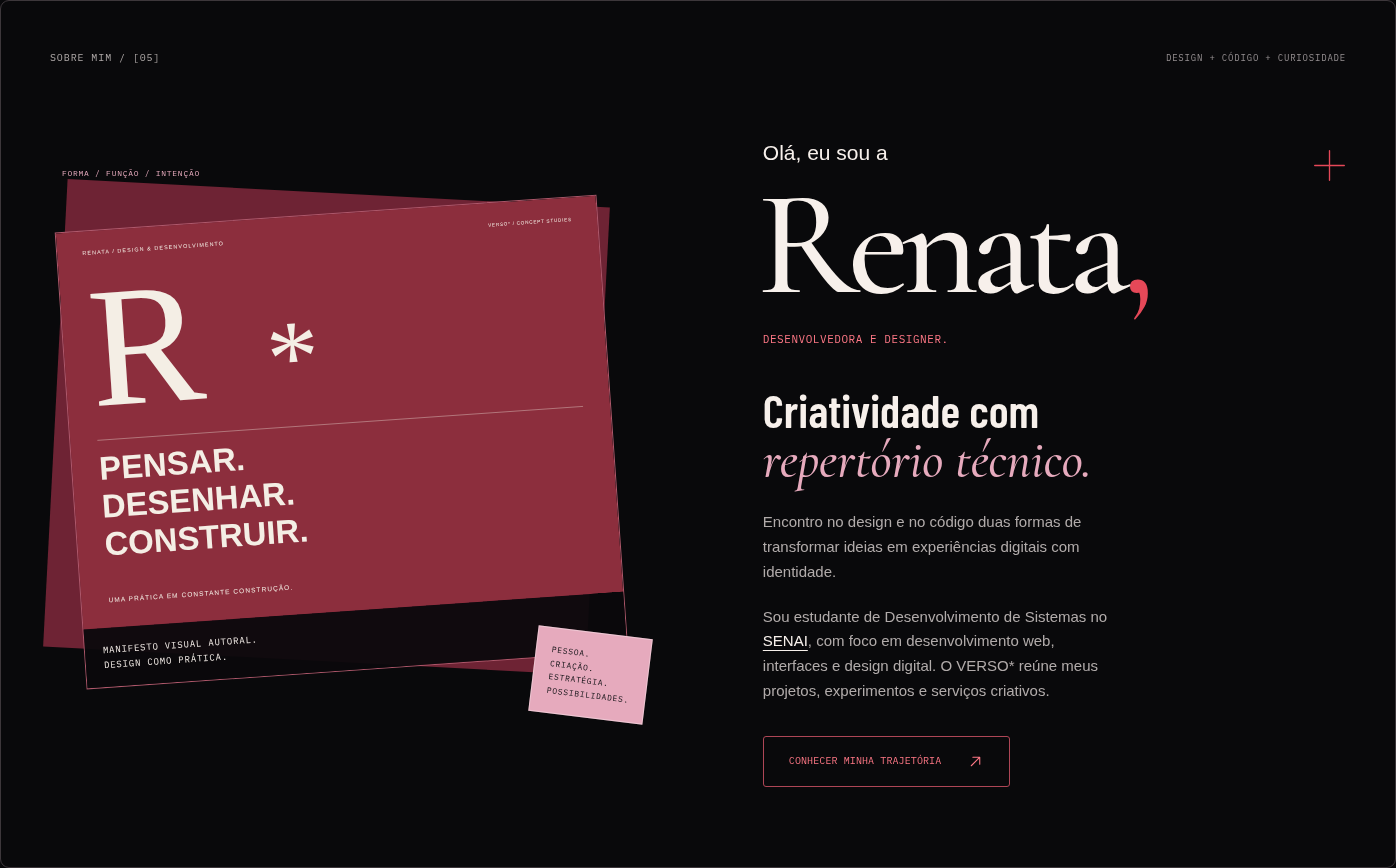 SOBRE MIM / [05]
DESIGN + CÓDIGO + CURIOSIDADE
FORMA / FUNÇÃO / INTENÇÃO
RENATA / DESIGN & DESENVOLVIMENTO
VERSO* / CONCEPT STUDIES
R *
PENSAR.
DESENHAR.
CONSTRUIR.
UMA PRÁTICA EM CONSTANTE CONSTRUÇÃO.
MANIFESTO VISUAL AUTORAL.
DESIGN COMO PRÁTICA.
PESSOA.
CRIAÇÃO.
ESTRATÉGIA.
POSSIBILIDADES.
Olá, eu sou a
Renata,
DESENVOLVEDORA E DESIGNER.
Criatividade com
repertório técnico.
Encontro no design e no código duas formas de
transformar ideias em experiências digitais com
identidade.
Sou estudante de Desenvolvimento de Sistemas no
SENAI, com foco em desenvolvimento web,
interfaces e design digital. O VERSO* reúne meus
projetos, experimentos e serviços criativos.
CONHECER MINHA TRAJETÓRIA